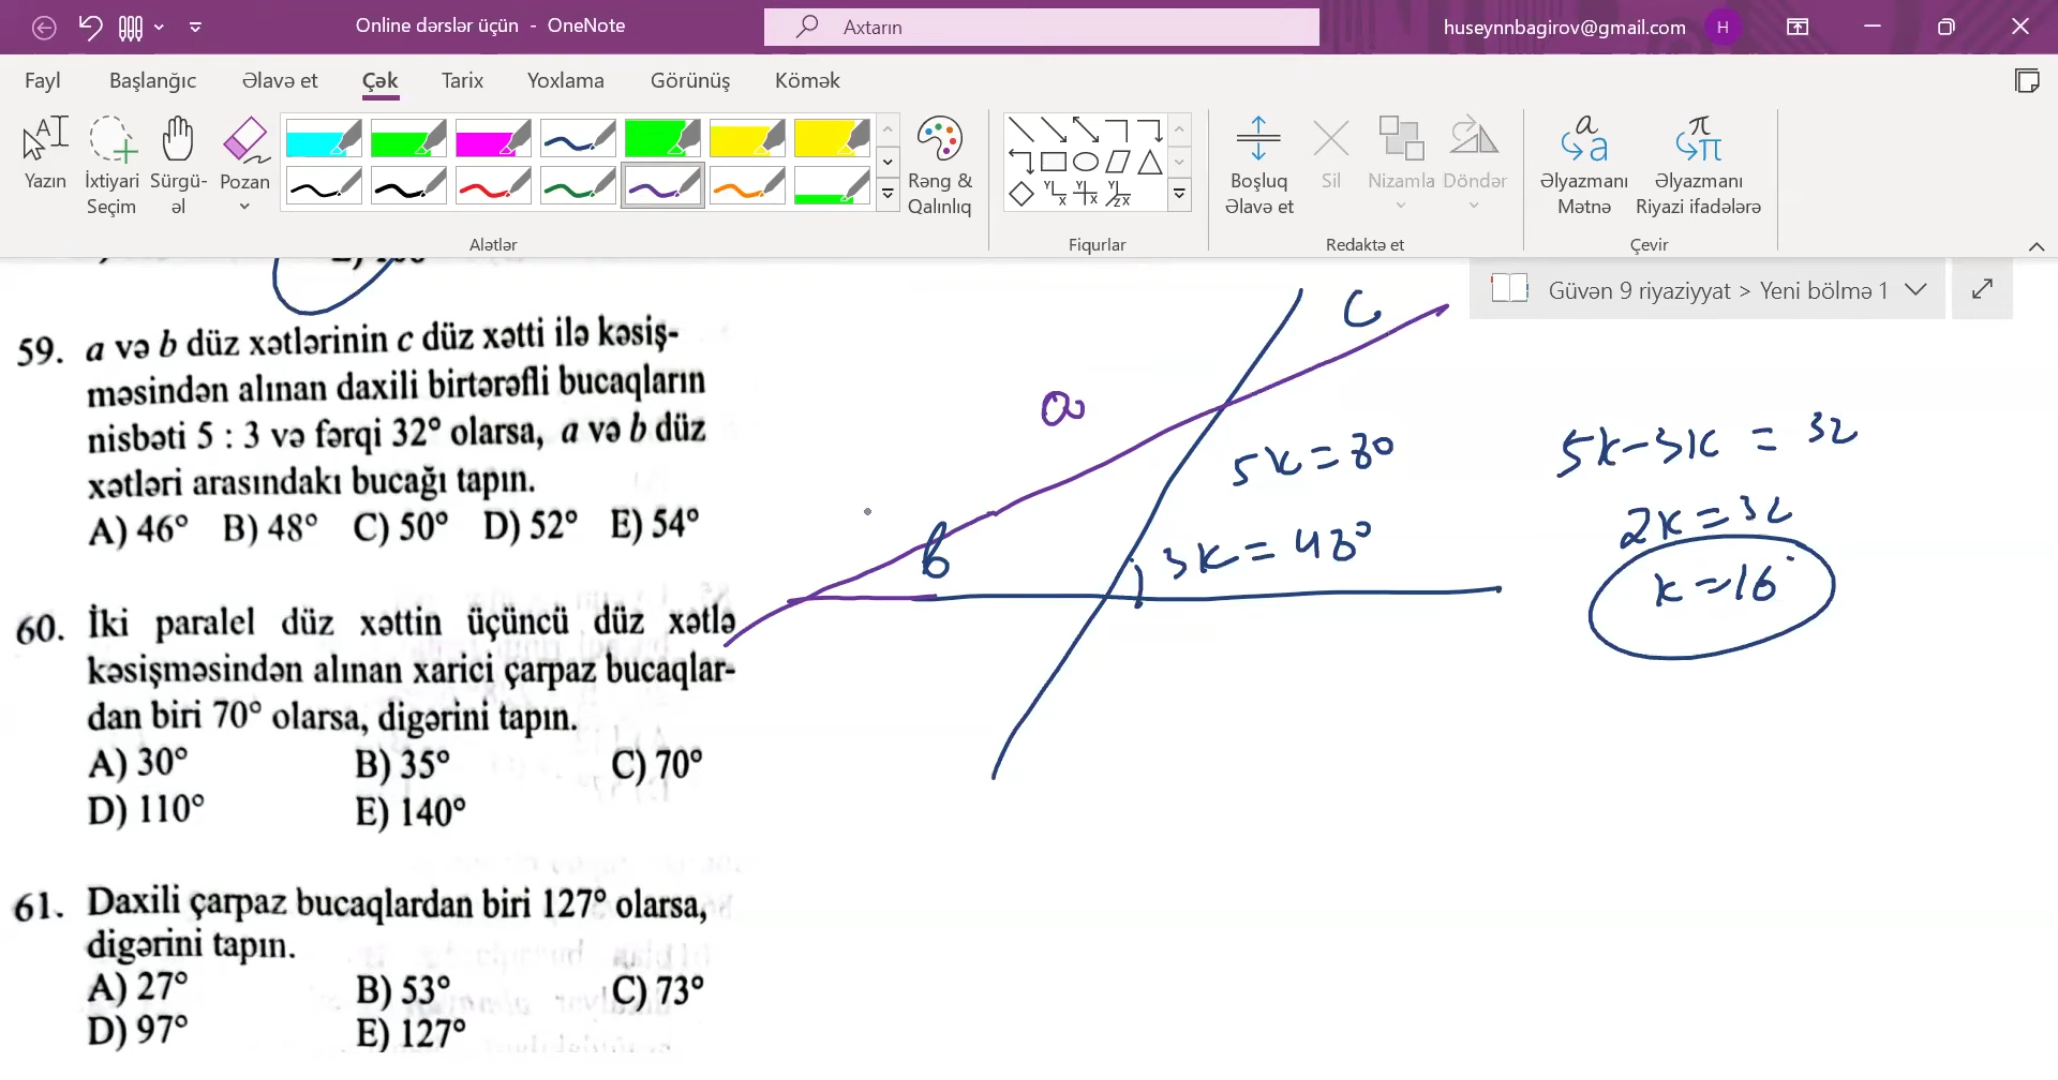 Online dərslər üçün - OneNote
Axtarın
huseynnbagirov@gmail.com
H
Fayl Başlanğıc Əlavə et Çək Tarix Yoxlama Görünüş Kömək
Yazın
İxtiyari Seçim
Sürgü-əl
Pozan
Alətlər
Rəng & Qalınlıq
Fiqurlar
Boşluq Əlavə et
Sil
Nizamla
Döndər
Redaktə et
Əlyazmanı Mətnə
Əlyazmanı Riyazi ifadələrə
Çevir
Güvən 9 riyaziyyat > Yeni bölmə 1
59. a və b düz xətlərinin c düz xətti ilə kəsiş-
məsindən alınan daxili birtərəfli bucaqların
nisbəti 5 : 3 və fərqi 32° olarsa, a və b düz
xətləri arasındakı bucağı tapın.
A) 46° B) 48° C) 50° D) 52° E) 54°
60. İki paralel düz xəttin üçüncü düz xətlə
kəsişməsindən alınan xarici çarpaz bucaqlar-
dan biri 70° olarsa, digərini tapın.
A) 30° B) 35° C) 70°
D) 110° E) 140°
61. Daxili çarpaz bucaqlardan biri 127° olarsa,
digərini tapın.
A) 27° B) 53° C) 73°
D) 97° E) 127°
c
a
b
5k=80
3k=48°
5k-3k=32
2k=32
k=16